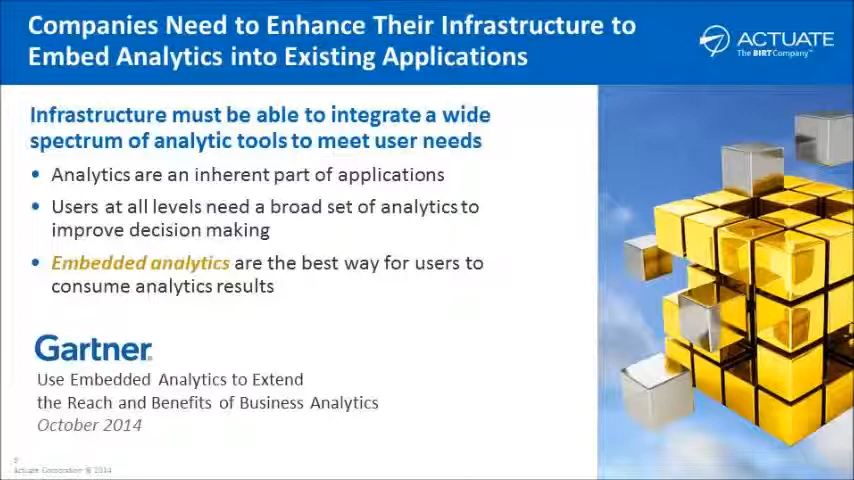 Companies Need to Enhance Their Infrastructure to
Embed Analytics into Existing Applications
ACTUATE
The BIRT Company™
Infrastructure must be able to integrate a wide
spectrum of analytic tools to meet user needs
• Analytics are an inherent part of applications
• Users at all levels need a broad set of analytics to
improve decision making
• Embedded analytics are the best way for users to
consume analytics results
Gartner®
Use Embedded Analytics to Extend
the Reach and Benefits of Business Analytics
October 2014
Actuate Corporation © 2014